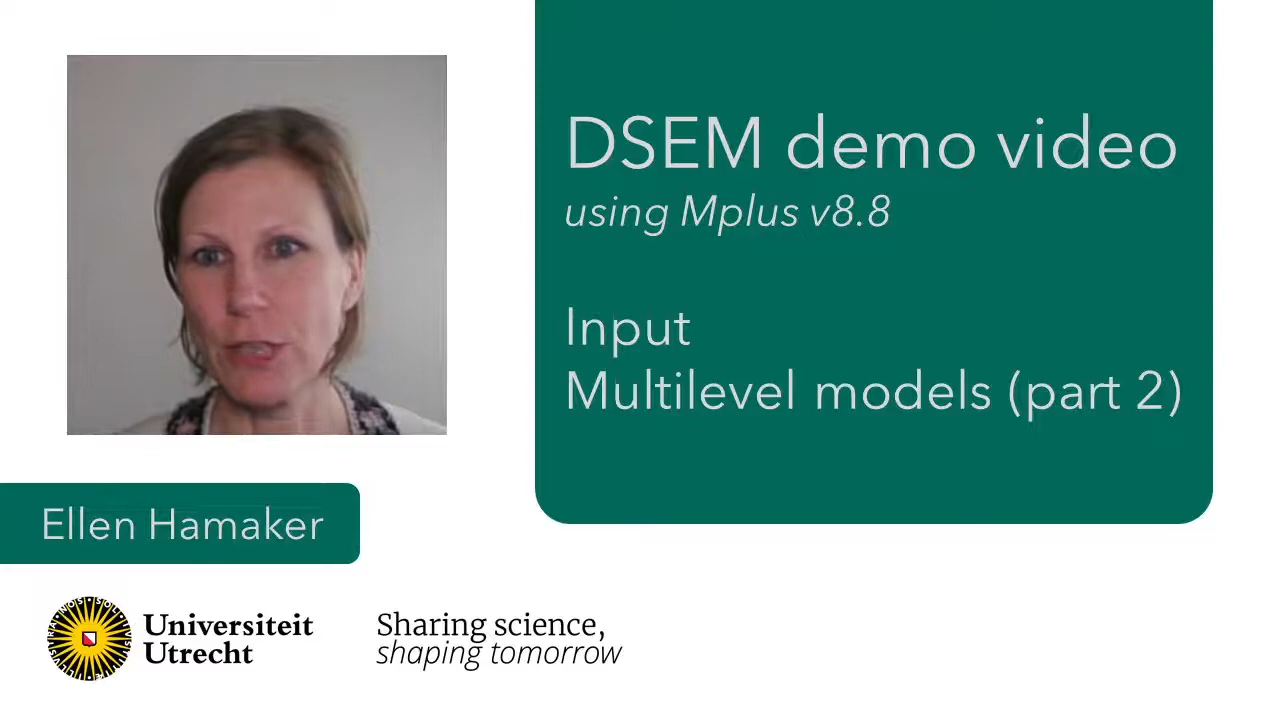 DSEM demo video
using Mplus v8.8
Input
Multilevel models (part 2)
Ellen Hamaker
Universiteit
Utrecht
Sharing science,
shaping tomorrow